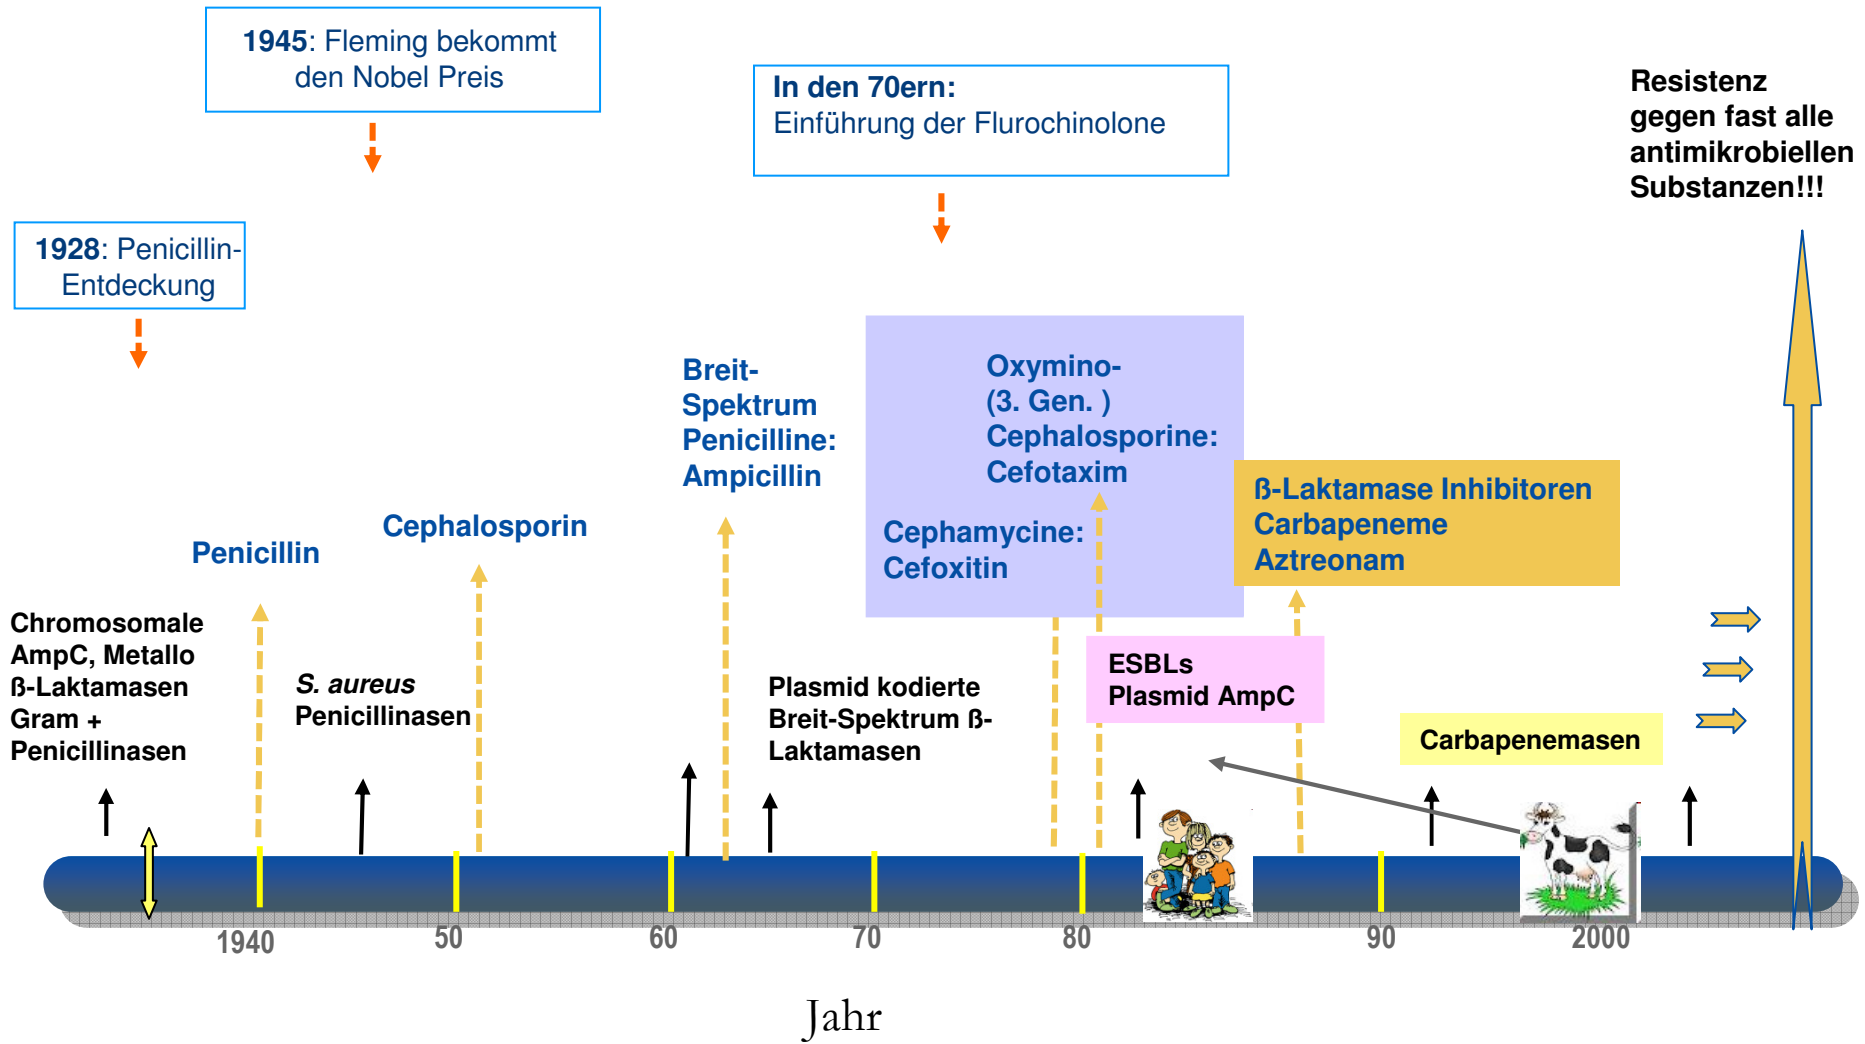 1945: Fleming bekommt
den Nobel Preis
In den 70ern:
Einführung der Flurochinolone
Resistenz
gegen fast alle
antimikrobiellen
Substanzen!!!
1928: Penicillin-
Entdeckung
Breit-
Spektrum
Penicilline:
Ampicillin
Oxymino-
(3. Gen. )
Cephalosporine:
Cefotaxim
Cephamycine:
Cefoxitin
ß-Laktamase Inhibitoren
Carbapeneme
Aztreonam
Cephalosporin
Penicillin
Chromosomale
AmpC, Metallo
ß-Laktamasen
Gram +
Penicillinasen
S. aureus
Penicillinasen
Plasmid kodierte
Breit-Spektrum ß-
Laktamasen
ESBLs
Plasmid AmpC
Carbapenemasen
1940
50
60
70
80
90
2000
Jahr